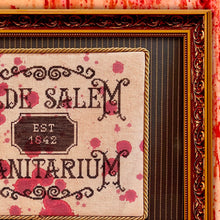 DE SALEM
EST
1842
ANITARIUM